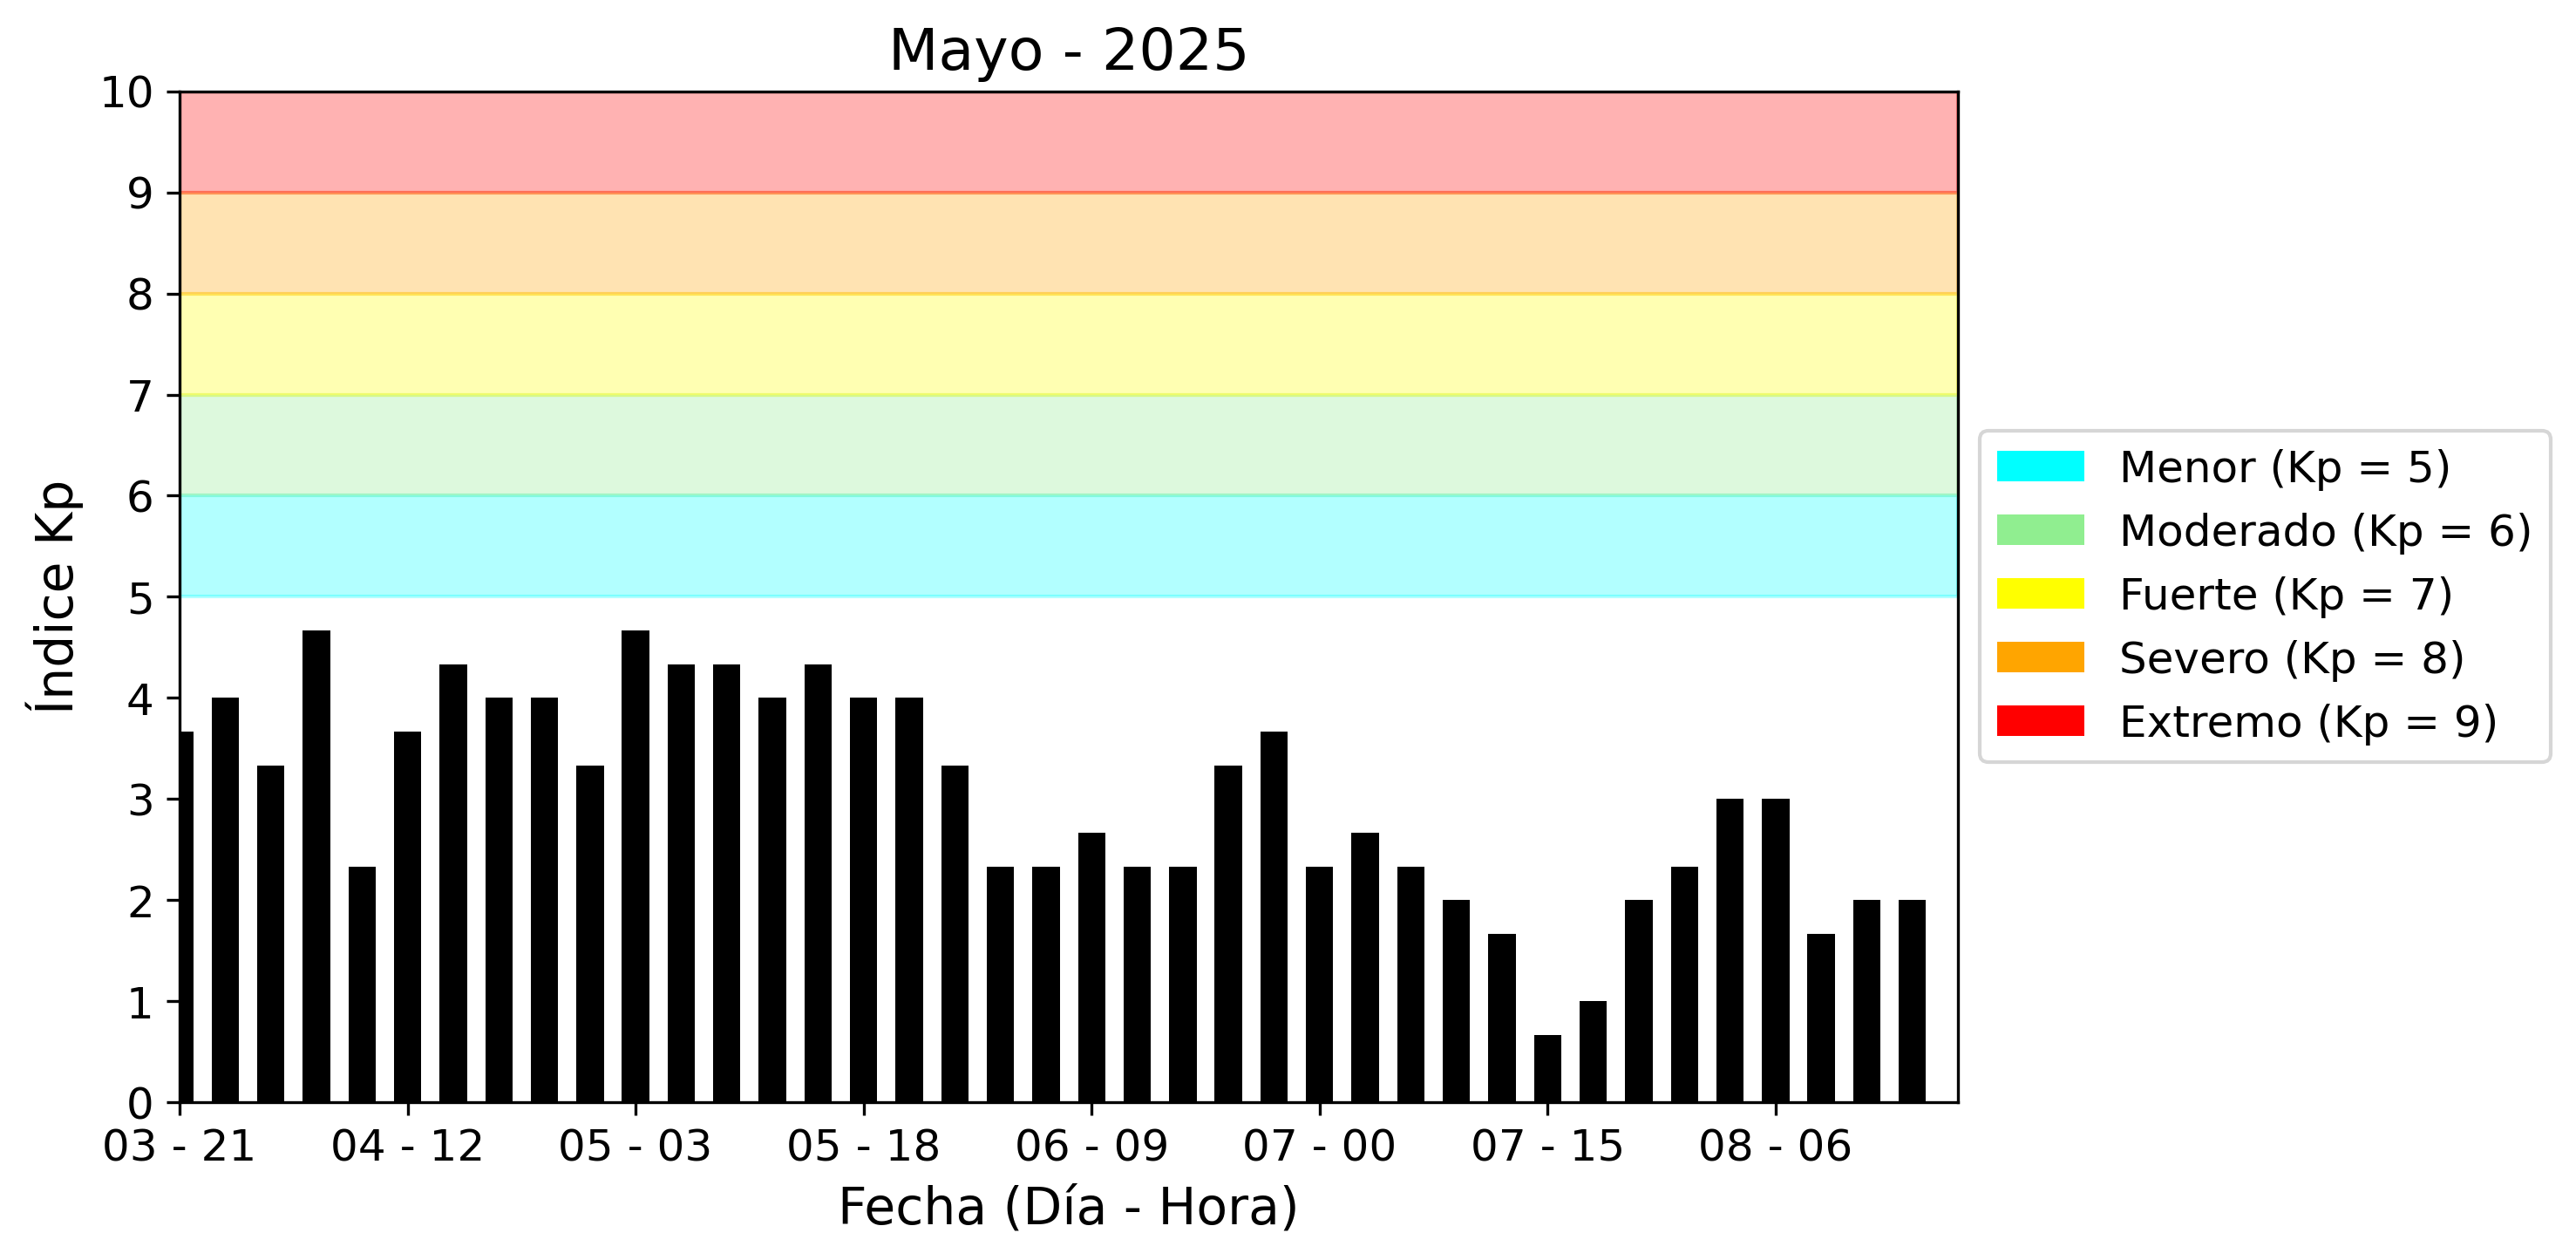 Mayo - 2025
10
9
8
7
6
5
4
3
2
1
0
Índice Kp
03 - 21
04 - 12
05 - 03
05 - 18
06 - 09
07 - 00
07 - 15
08 - 06
Fecha (Día - Hora)
Menor (Kp = 5)
Moderado (Kp = 6)
Fuerte (Kp = 7)
Severo (Kp = 8)
Extremo (Kp = 9)